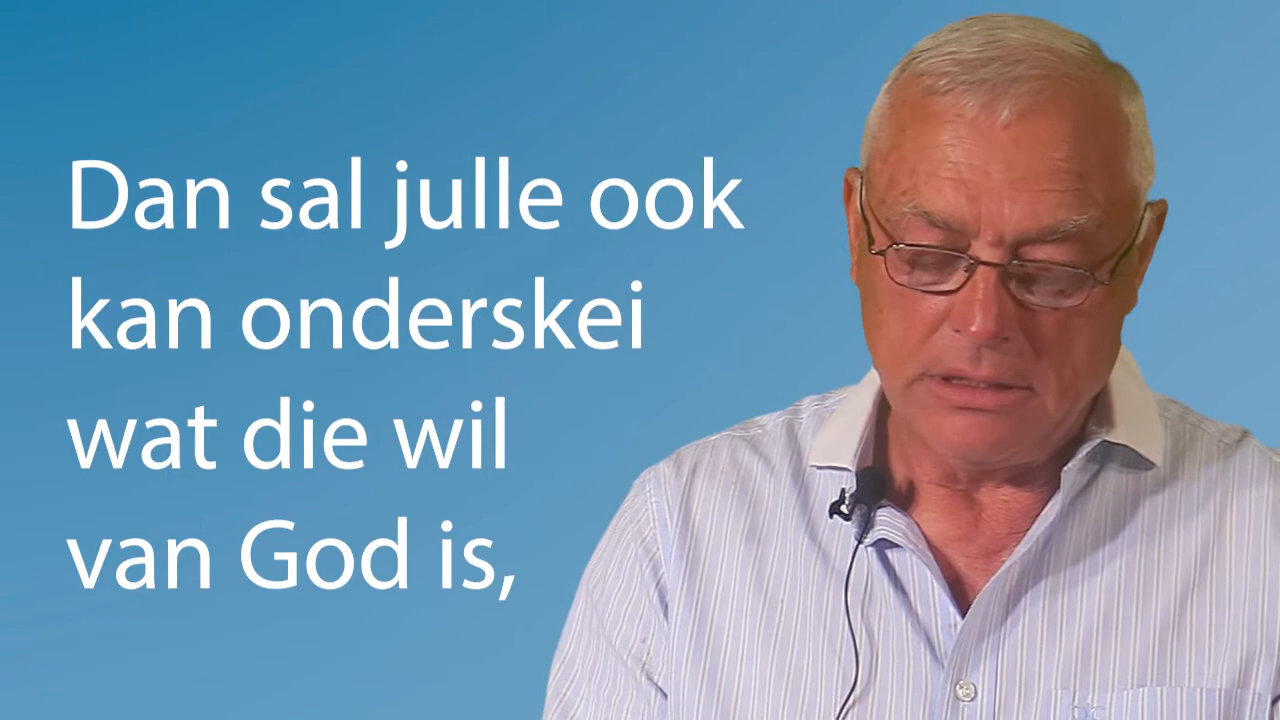 Dan sal julle ook
kan onderskei
wat die wil
van God is,